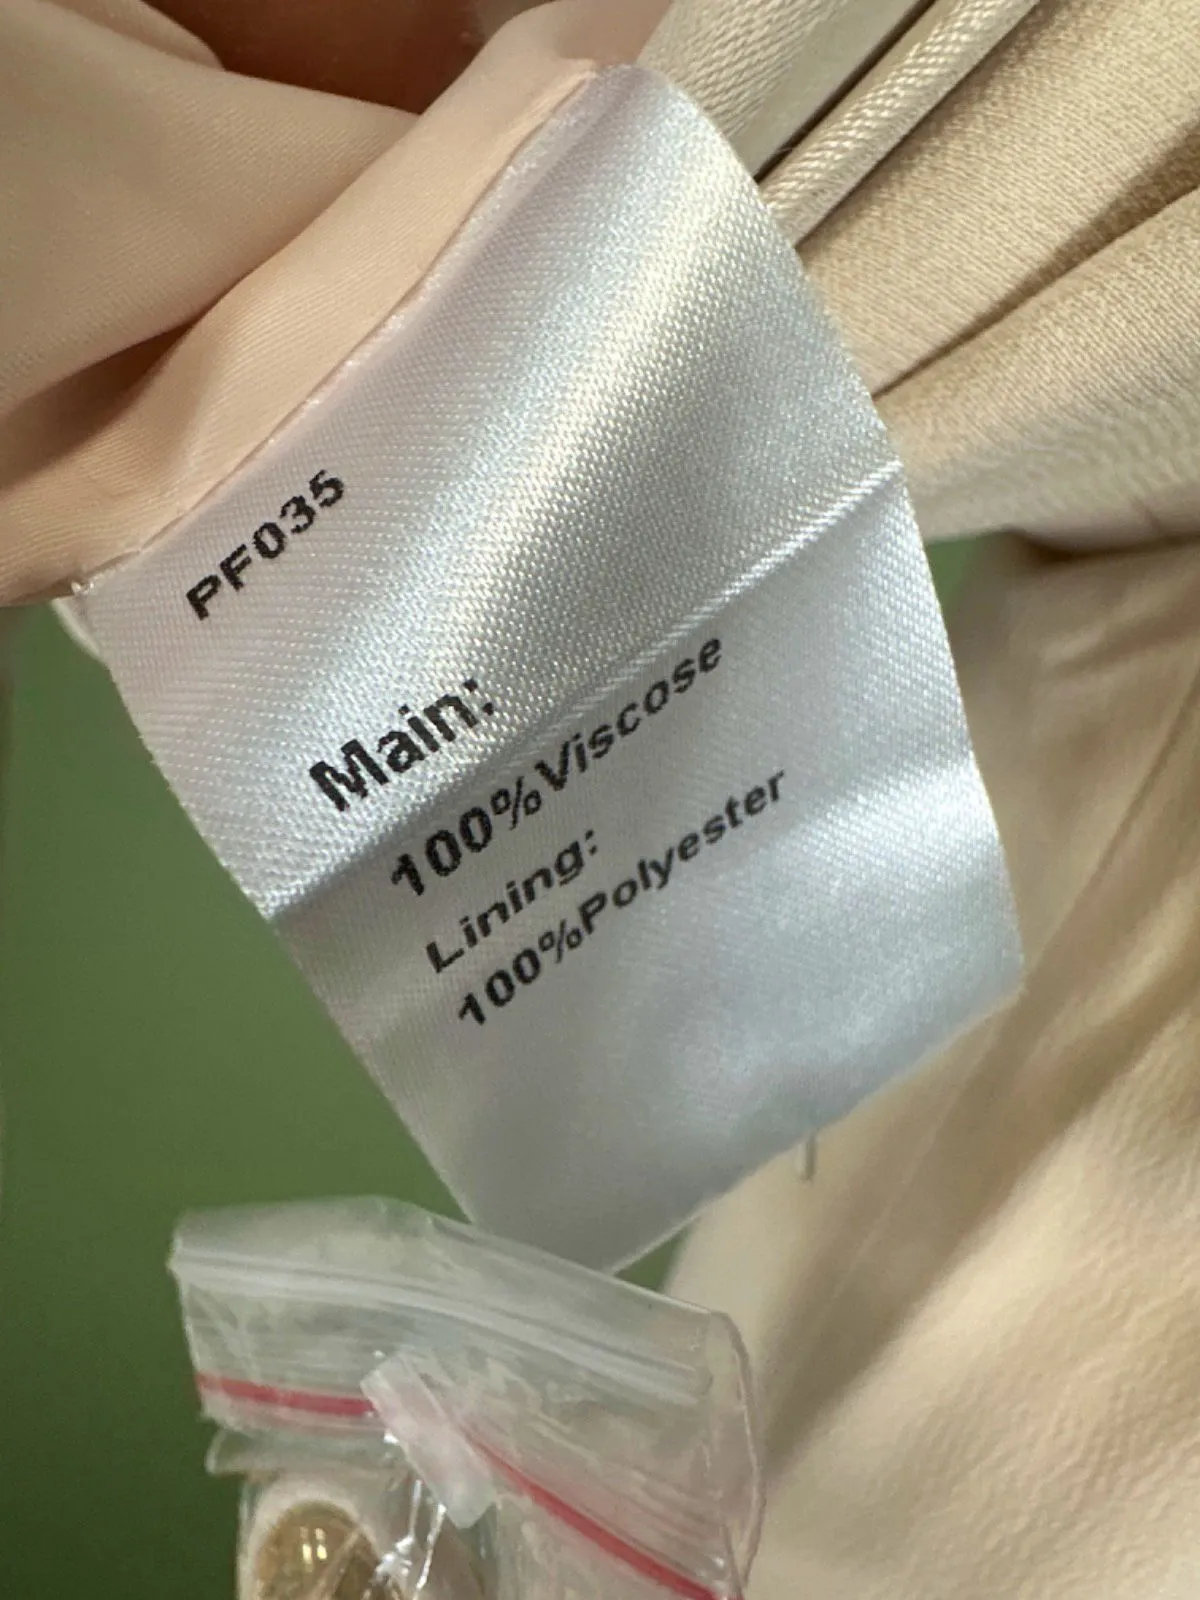 PF035
Main:
100%Viscose
Lining:
100%Polyester